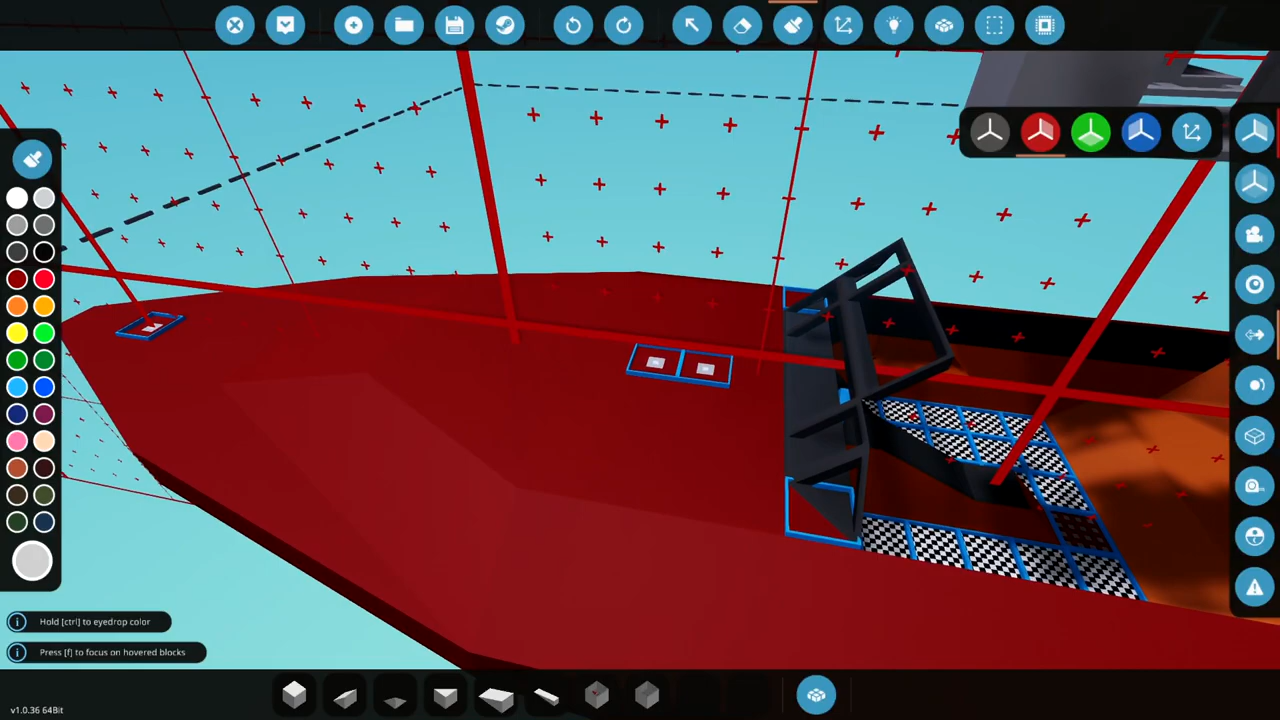 Hold [ctrl] to eyedrop color
Press [f] to focus on hovered blocks
v1.0.36 64Bit